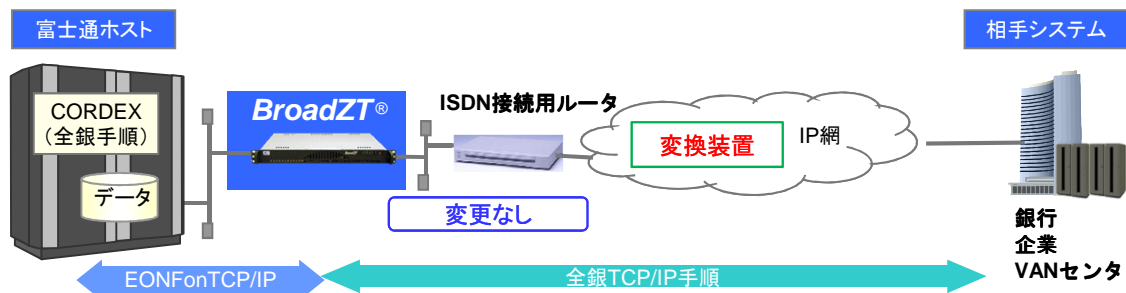 富士通ホスト
相手システム
CORDEX
(全銀手順)
データ
BroadZT®
ISDN接続用ルータ
変換装置
IP網
変更なし
銀行
企業
VANセンタ
EONFonTCP/IP
全銀TCP/IP手順